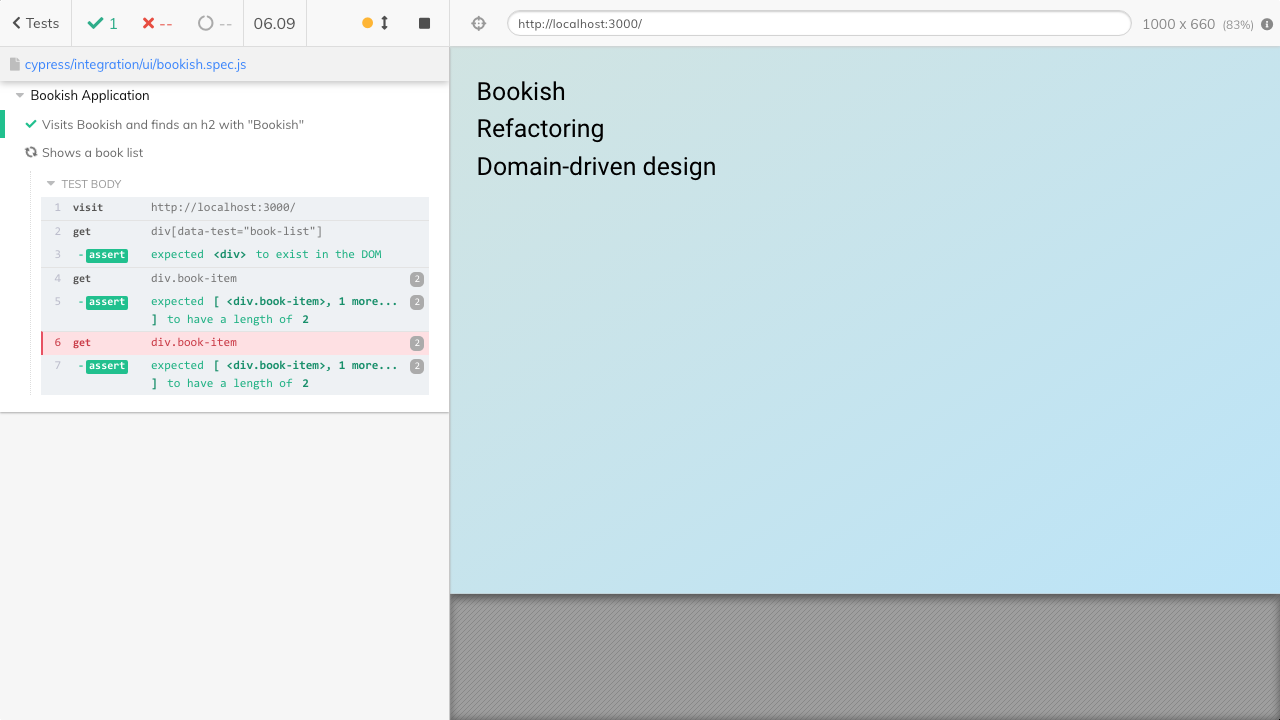 Tests 1 -- -- 06.09
http://localhost:3000/ 1000 x 660 (83%)
cypress/integration/ui/bookish.spec.js
Bookish Application
Visits Bookish and finds an h2 with "Bookish"
Shows a book list
TEST BODY
1 visit http://localhost:3000/
2 get div[data-test="book-list"]
3 -assert expected <div> to exist in the DOM
4 get div.book-item 2
5 -assert expected [ <div.book-item>, 1 more... 2
] to have a length of 2
6 get div.book-item 2
7 -assert expected [ <div.book-item>, 1 more... 2
] to have a length of 2
Bookish
Refactoring
Domain-driven design